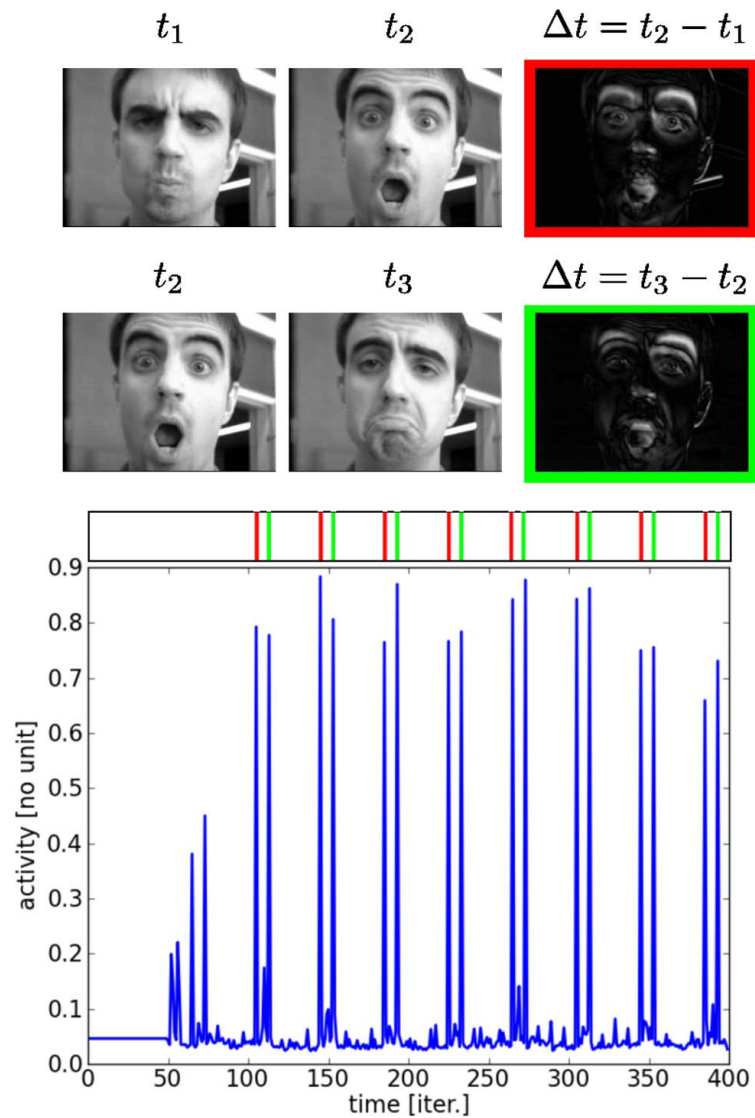 t₁ t₂ Δt = t₂ − t₁
t₂ t₃ Δt = t₃ − t₂
0.9
0.8
0.7
0.6
0.5
0.4
0.3
0.2
0.1
0.0
activity [no unit]
0 50 100 150 200 250 300 350 400
time [iter.]